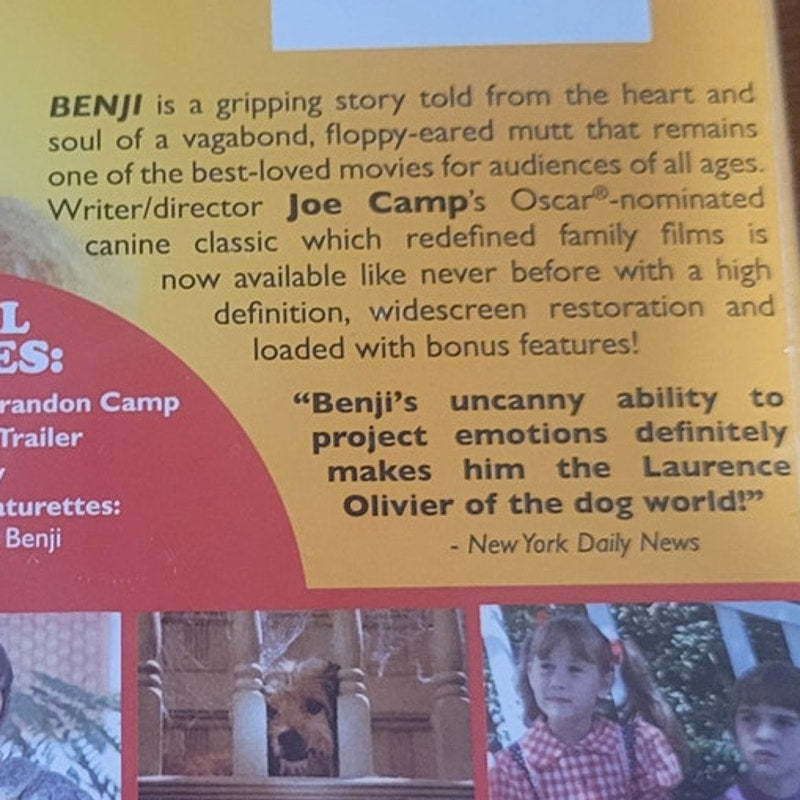 BENJI is a gripping story told from the heart and
soul of a vagabond, floppy-eared mutt that remains
one of the best-loved movies for audiences of all ages.
Writer/director Joe Camp's Oscar®-nominated
canine classic which redefined family films is
now available like never before with a high
definition, widescreen restoration and
loaded with bonus features!
"Benji's uncanny ability to
project emotions definitely
makes him the Laurence
Olivier of the dog world!"
- New York Daily News
L
ES:
randon Camp
Trailer
y
aturettes:
Benji